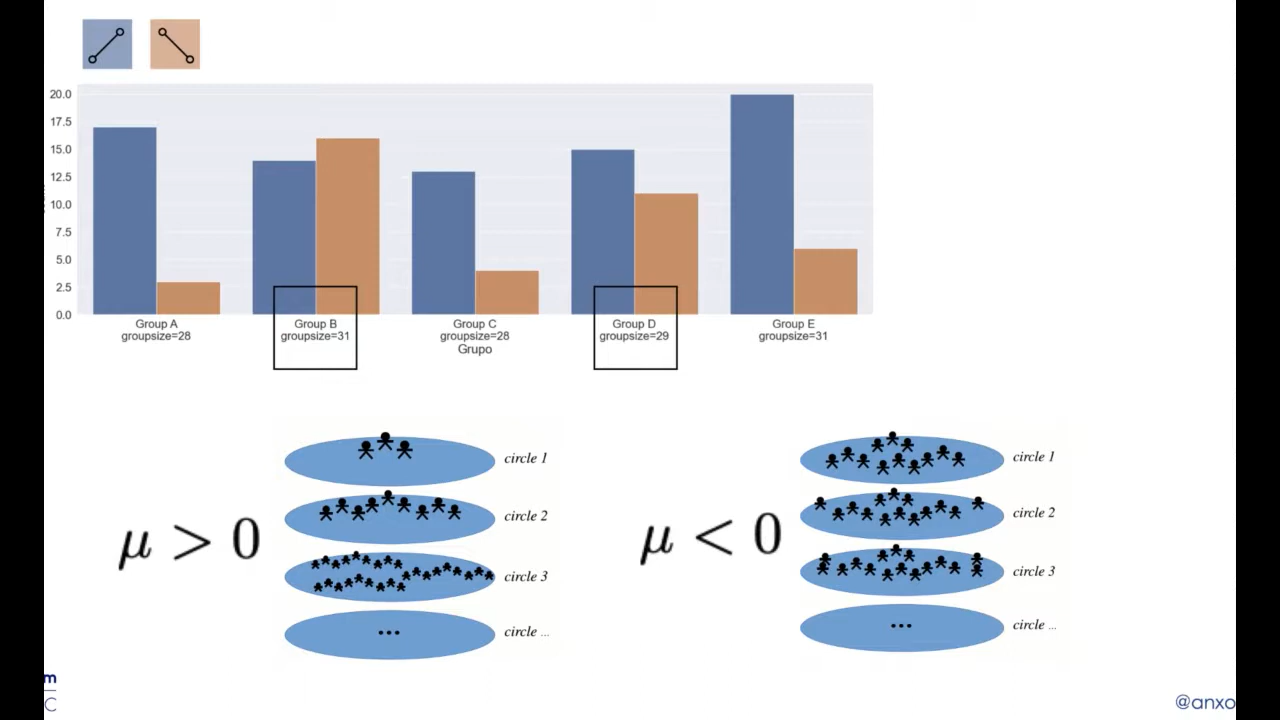 20.0
17.5
15.0
12.5
10.0
7.5
5.0
2.5
0.0
Group A
groupsize=28
Group B
groupsize=31
Group C
groupsize=28
Group D
groupsize=29
Group E
groupsize=31
Grupo
μ > 0
circle 1
circle 2
circle 3
... circle ...
μ < 0
circle 1
circle 2
circle 3
... circle ...
m
C
@anxo